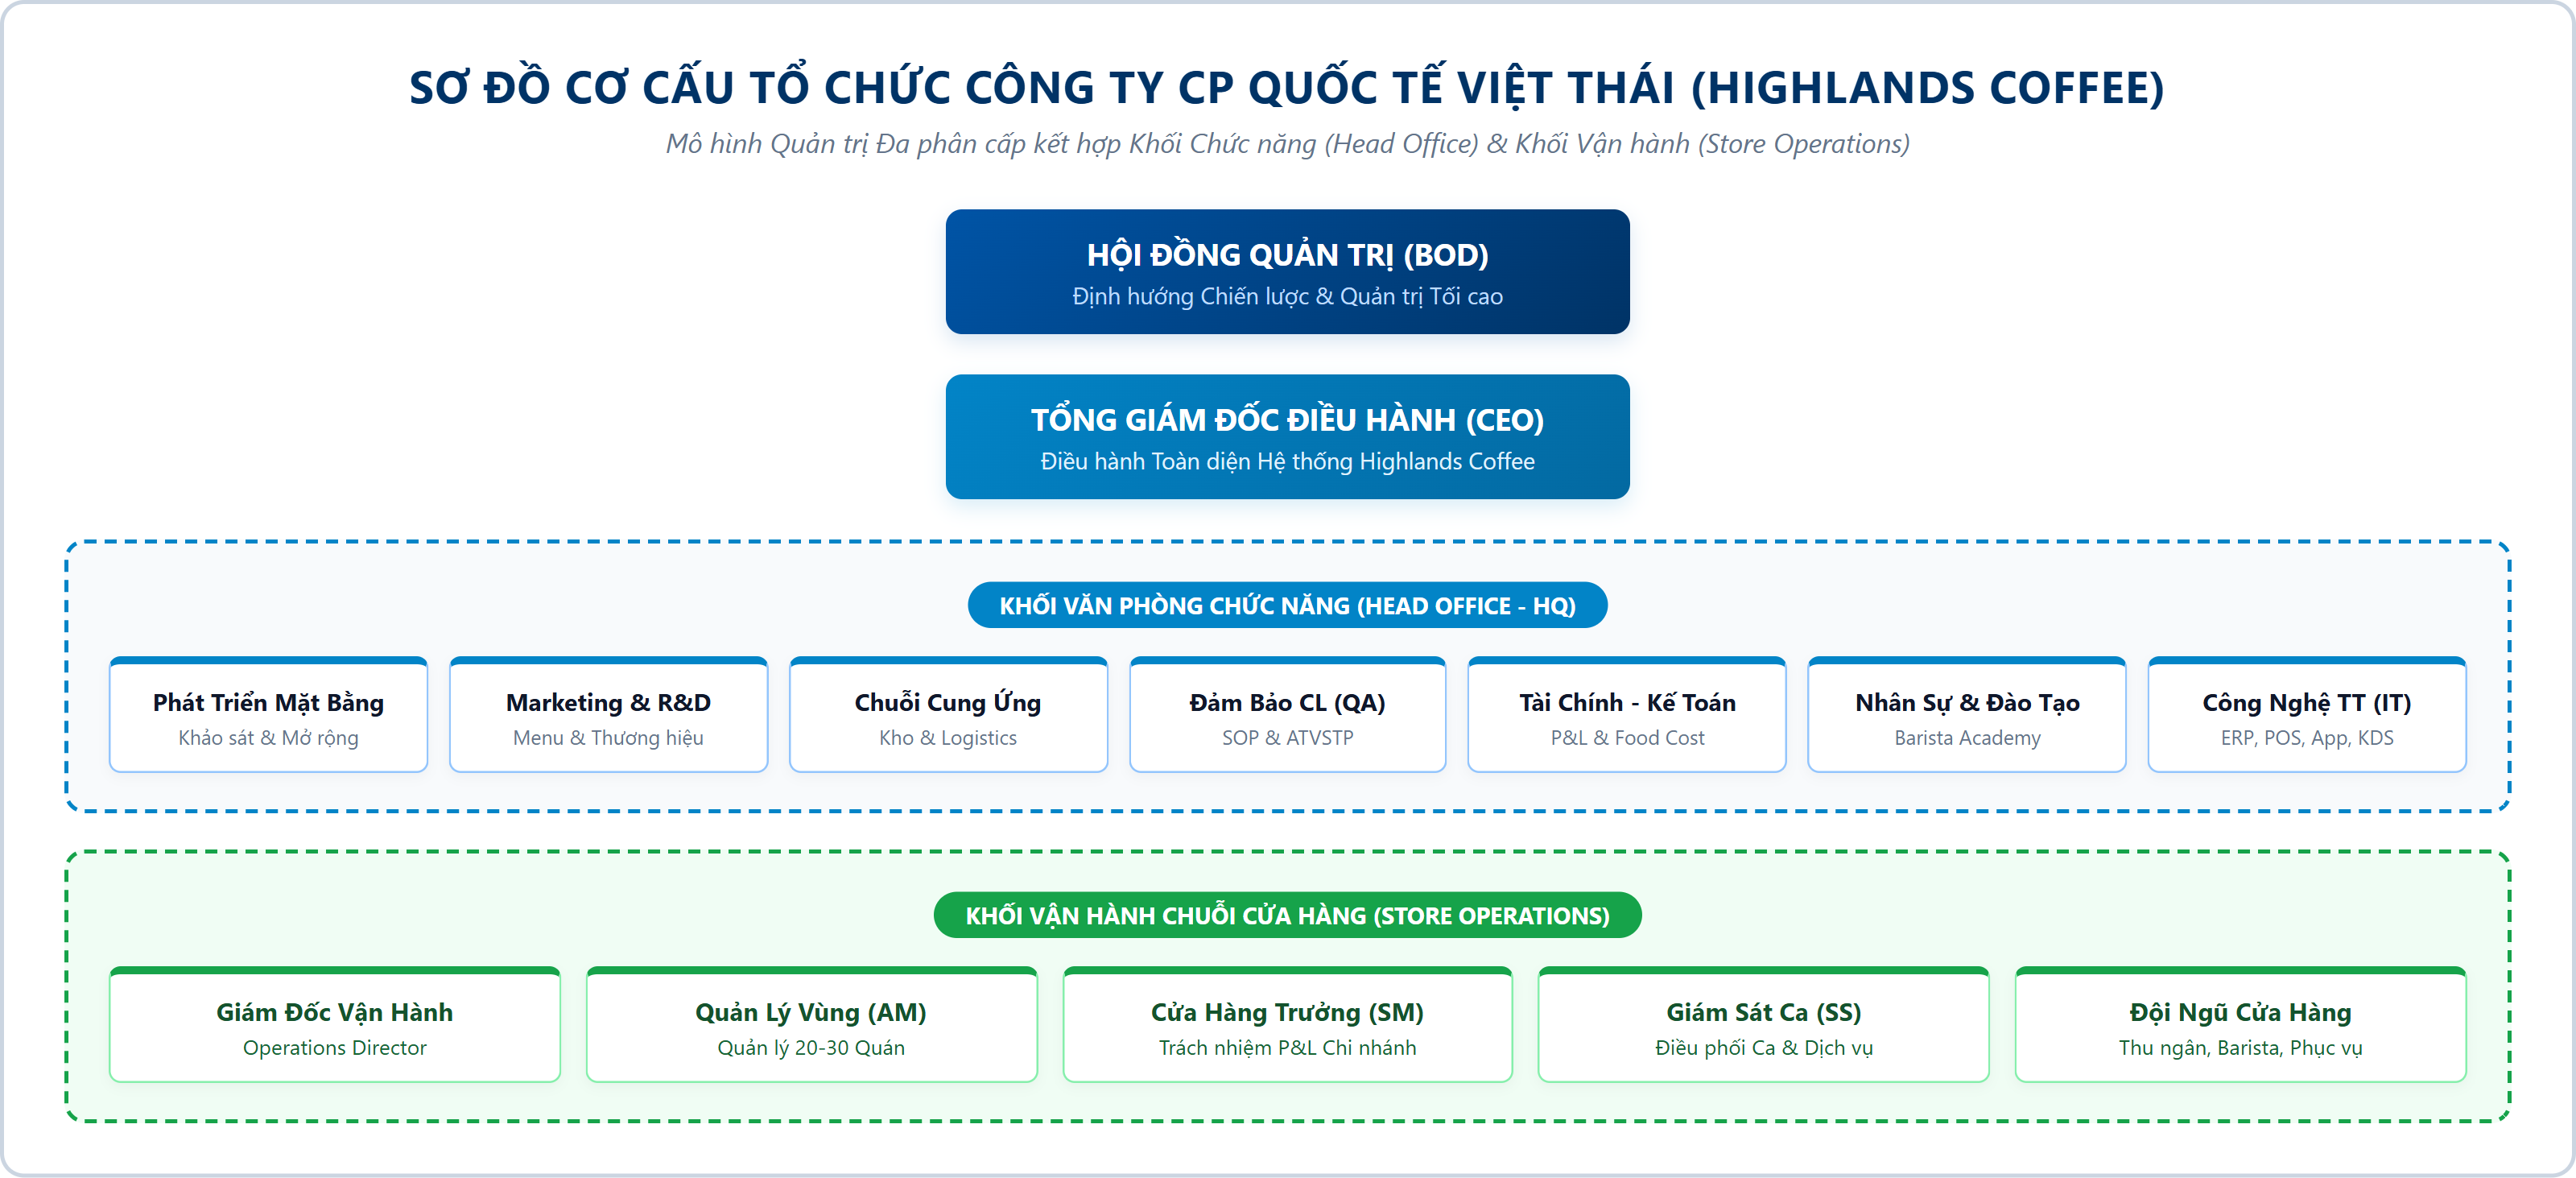 SƠ ĐỒ CƠ CẤU TỔ CHỨC CÔNG TY CP QUỐC TẾ VIỆT THÁI (HIGHLANDS COFFEE)
Mô hình Quản trị Đa phân cấp kết hợp Khối Chức năng (Head Office) & Khối Vận hành (Store Operations)
HỘI ĐỒNG QUẢN TRỊ (BOD)
Định hướng Chiến lược & Quản trị Tối cao
TỔNG GIÁM ĐỐC ĐIỀU HÀNH (CEO)
Điều hành Toàn diện Hệ thống Highlands Coffee
KHỐI VĂN PHÒNG CHỨC NĂNG (HEAD OFFICE - HQ)
Phát Triển Mặt Bằng
Khảo sát & Mở rộng
Marketing & R&D
Menu & Thương hiệu
Chuỗi Cung Ứng
Kho & Logistics
Đảm Bảo CL (QA)
SOP & ATVSTP
Tài Chính - Kế Toán
P&L & Food Cost
Nhân Sự & Đào Tạo
Barista Academy
Công Nghệ TT (IT)
ERP, POS, App, KDS
KHỐI VẬN HÀNH CHUỖI CỬA HÀNG (STORE OPERATIONS)
Giám Đốc Vận Hành
Operations Director
Quản Lý Vùng (AM)
Quản lý 20-30 Quán
Cửa Hàng Trưởng (SM)
Trách nhiệm P&L Chi nhánh
Giám Sát Ca (SS)
Điều phối Ca & Dịch vụ
Đội Ngũ Cửa Hàng
Thu ngân, Barista, Phục vụ